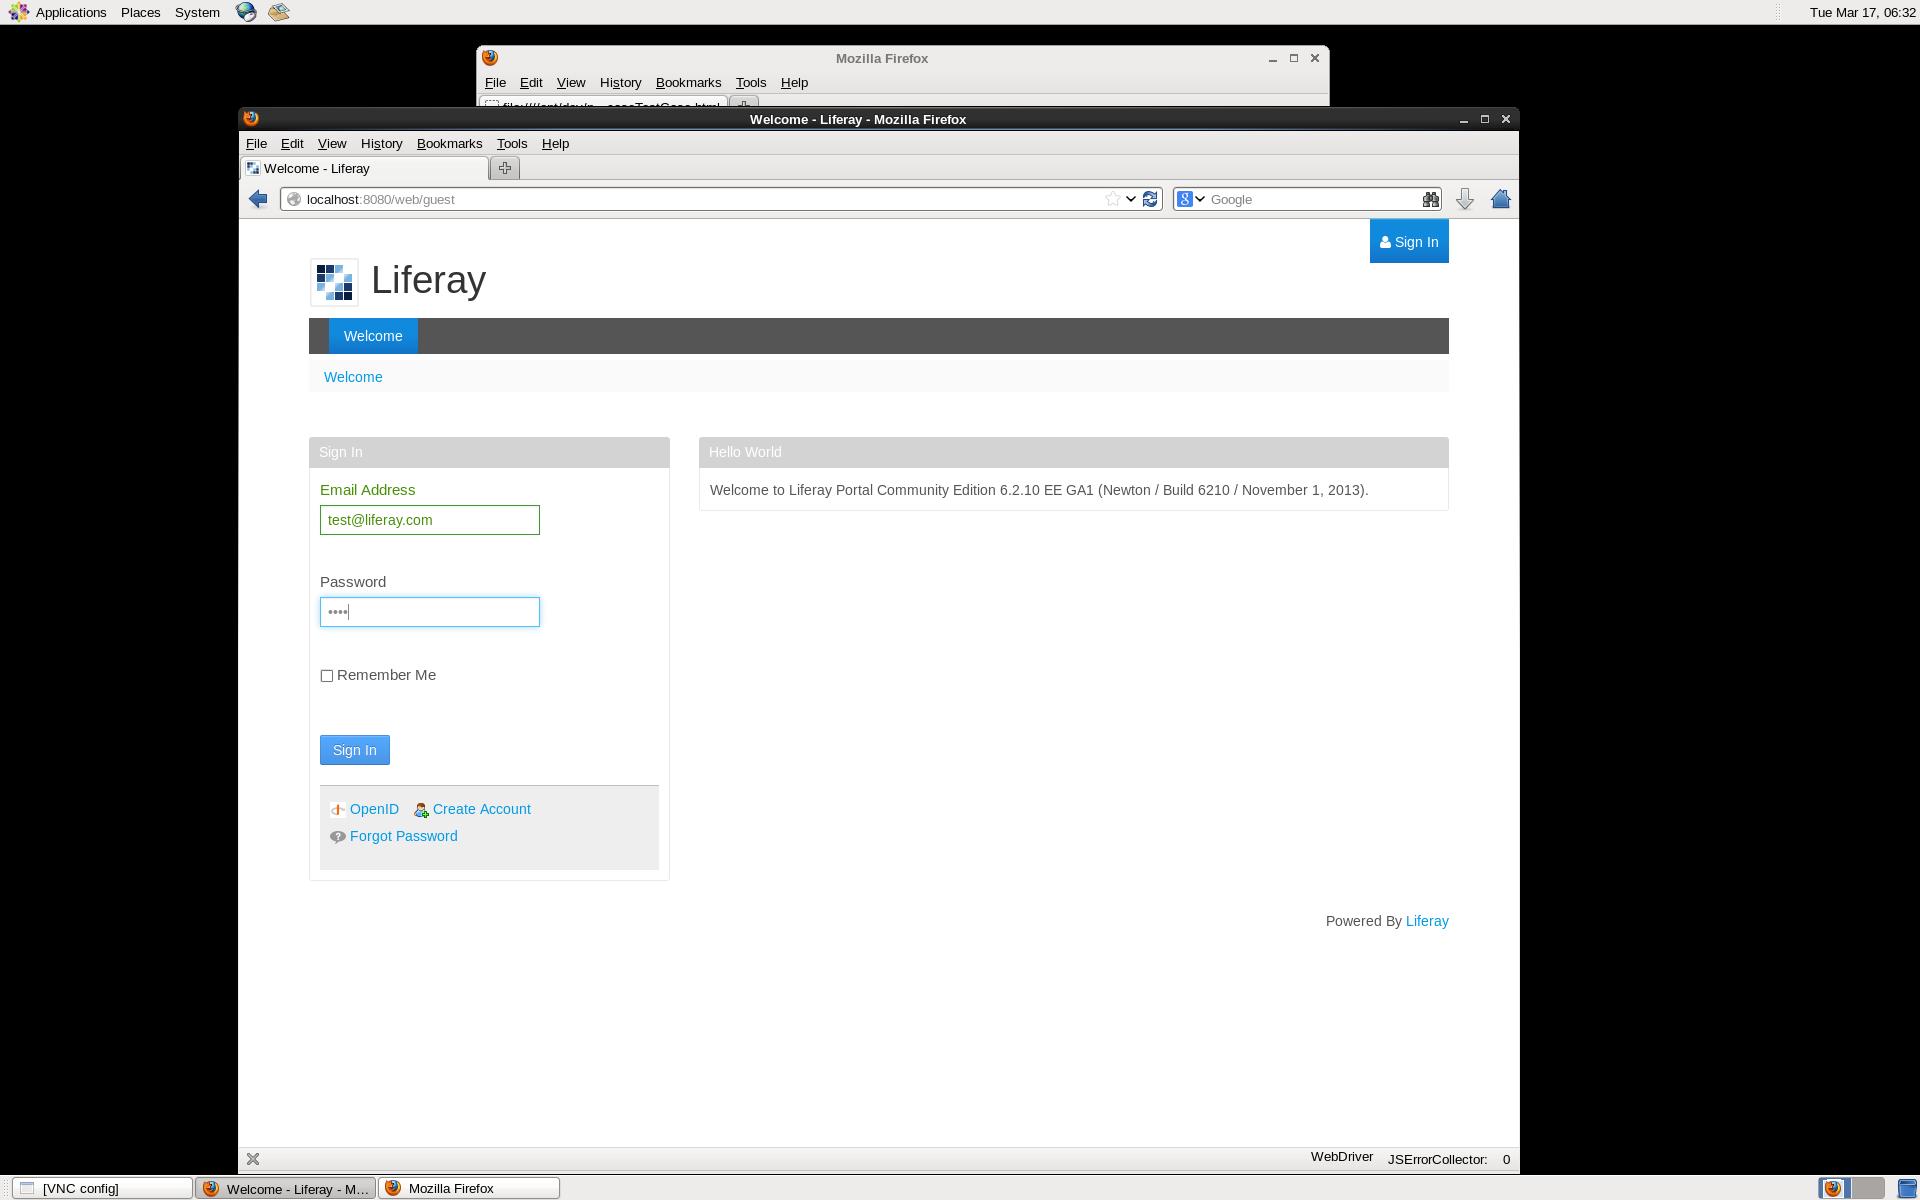 Applications Places System
Tue Mar 17, 06:32
Mozilla Firefox
File Edit View History Bookmarks Tools Help
Welcome - Liferay - Mozilla Firefox
File Edit View History Bookmarks Tools Help
Welcome - Liferay
localhost:8080/web/guest
8 Google
Sign In
Liferay
Welcome
Welcome
Sign In
Hello World
Email Address
Welcome to Liferay Portal Community Edition 6.2.10 EE GA1 (Newton / Build 6210 / November 1, 2013).
test@liferay.com
Password
••••
Remember Me
Sign In
OpenID Create Account
Forgot Password
Powered By Liferay
WebDriver JSErrorCollector: 0
[VNC config] Welcome - Liferay - M... Mozilla Firefox